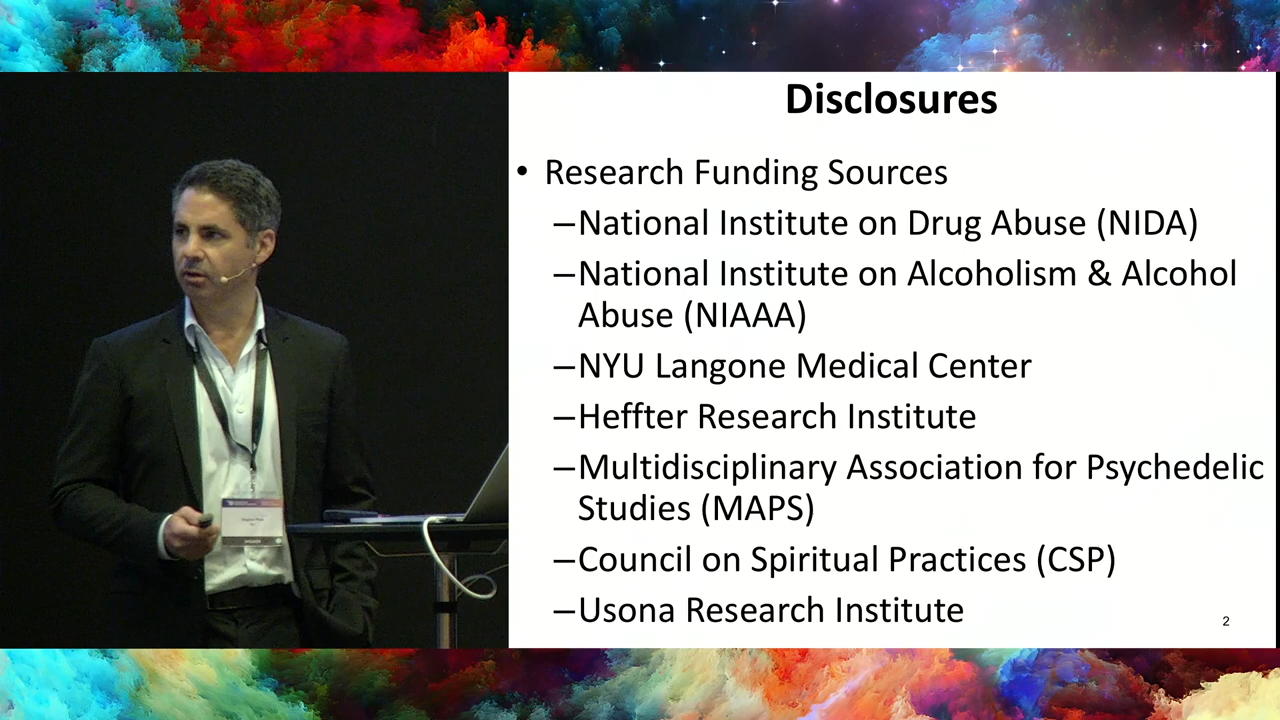 Disclosures
• Research Funding Sources
–National Institute on Drug Abuse (NIDA)
–National Institute on Alcoholism & Alcohol
Abuse (NIAAA)
–NYU Langone Medical Center
–Heffter Research Institute
–Multidisciplinary Association for Psychedelic
Studies (MAPS)
–Council on Spiritual Practices (CSP)
–Usona Research Institute
2